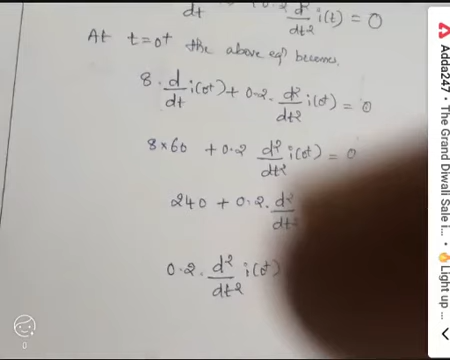 d/dt d²/dt² i(t) = 0
At t=0⁺ the above eqⁿ becomes.
8 . d/dt i(0⁺) + 0.2 . d²/dt² i(0⁺) = 0
8×60 + 0.2 d²/dt² i(0⁺) = 0
240 + 0.2 . d²/dt²
0.2 . d²/dt² i(0⁺)
0
Adda247 • The Grand Diwali Sale i... • 🔥 Light up ...